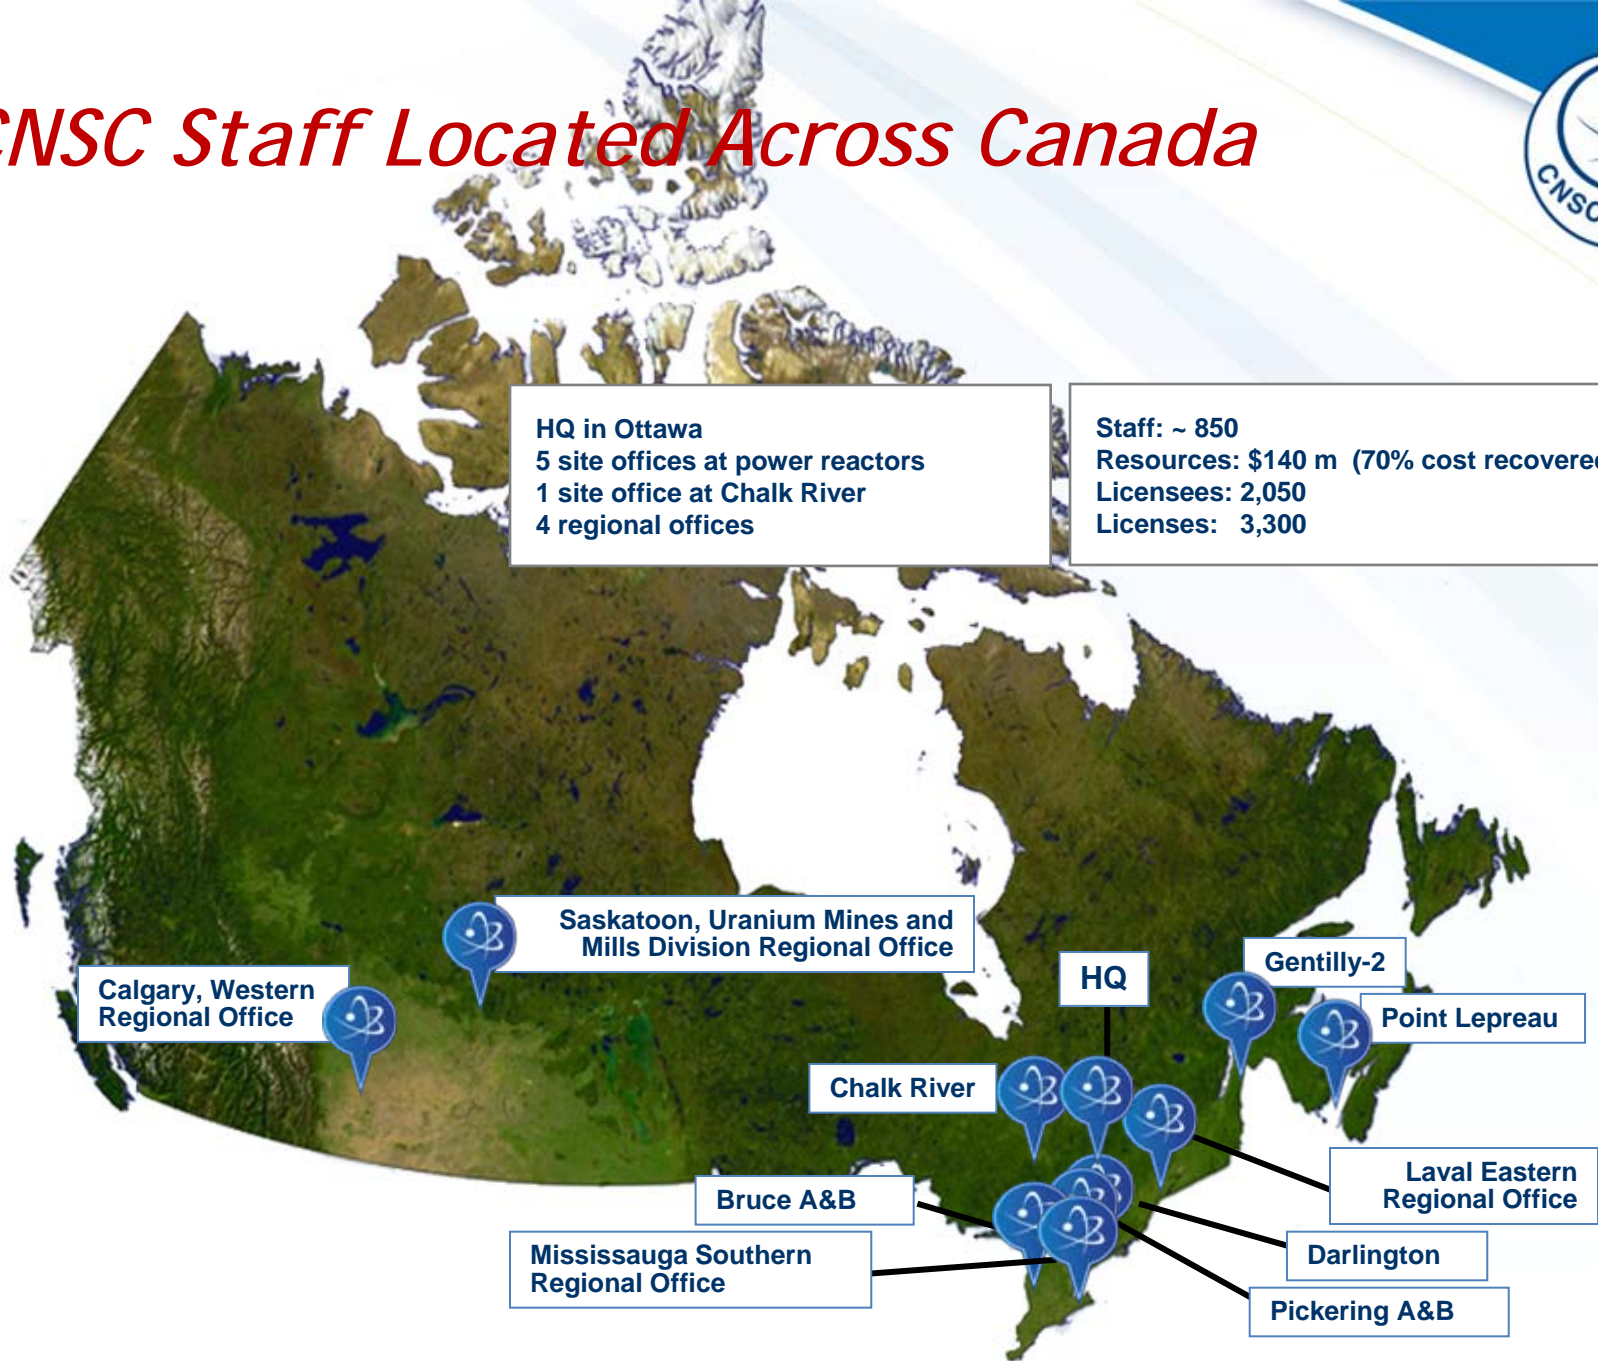 CNSC Staff Located Across Canada
CNSC
HQ in Ottawa
5 site offices at power reactors
1 site office at Chalk River
4 regional offices
Staff: ~ 850
Resources: $140 m (70% cost recovered
Licensees: 2,050
Licenses: 3,300
Saskatoon, Uranium Mines and
Mills Division Regional Office
Calgary, Western
Regional Office
HQ
Gentilly-2
Point Lepreau
Chalk River
Laval Eastern
Regional Office
Bruce A&B
Darlington
Mississauga Southern
Regional Office
Pickering A&B